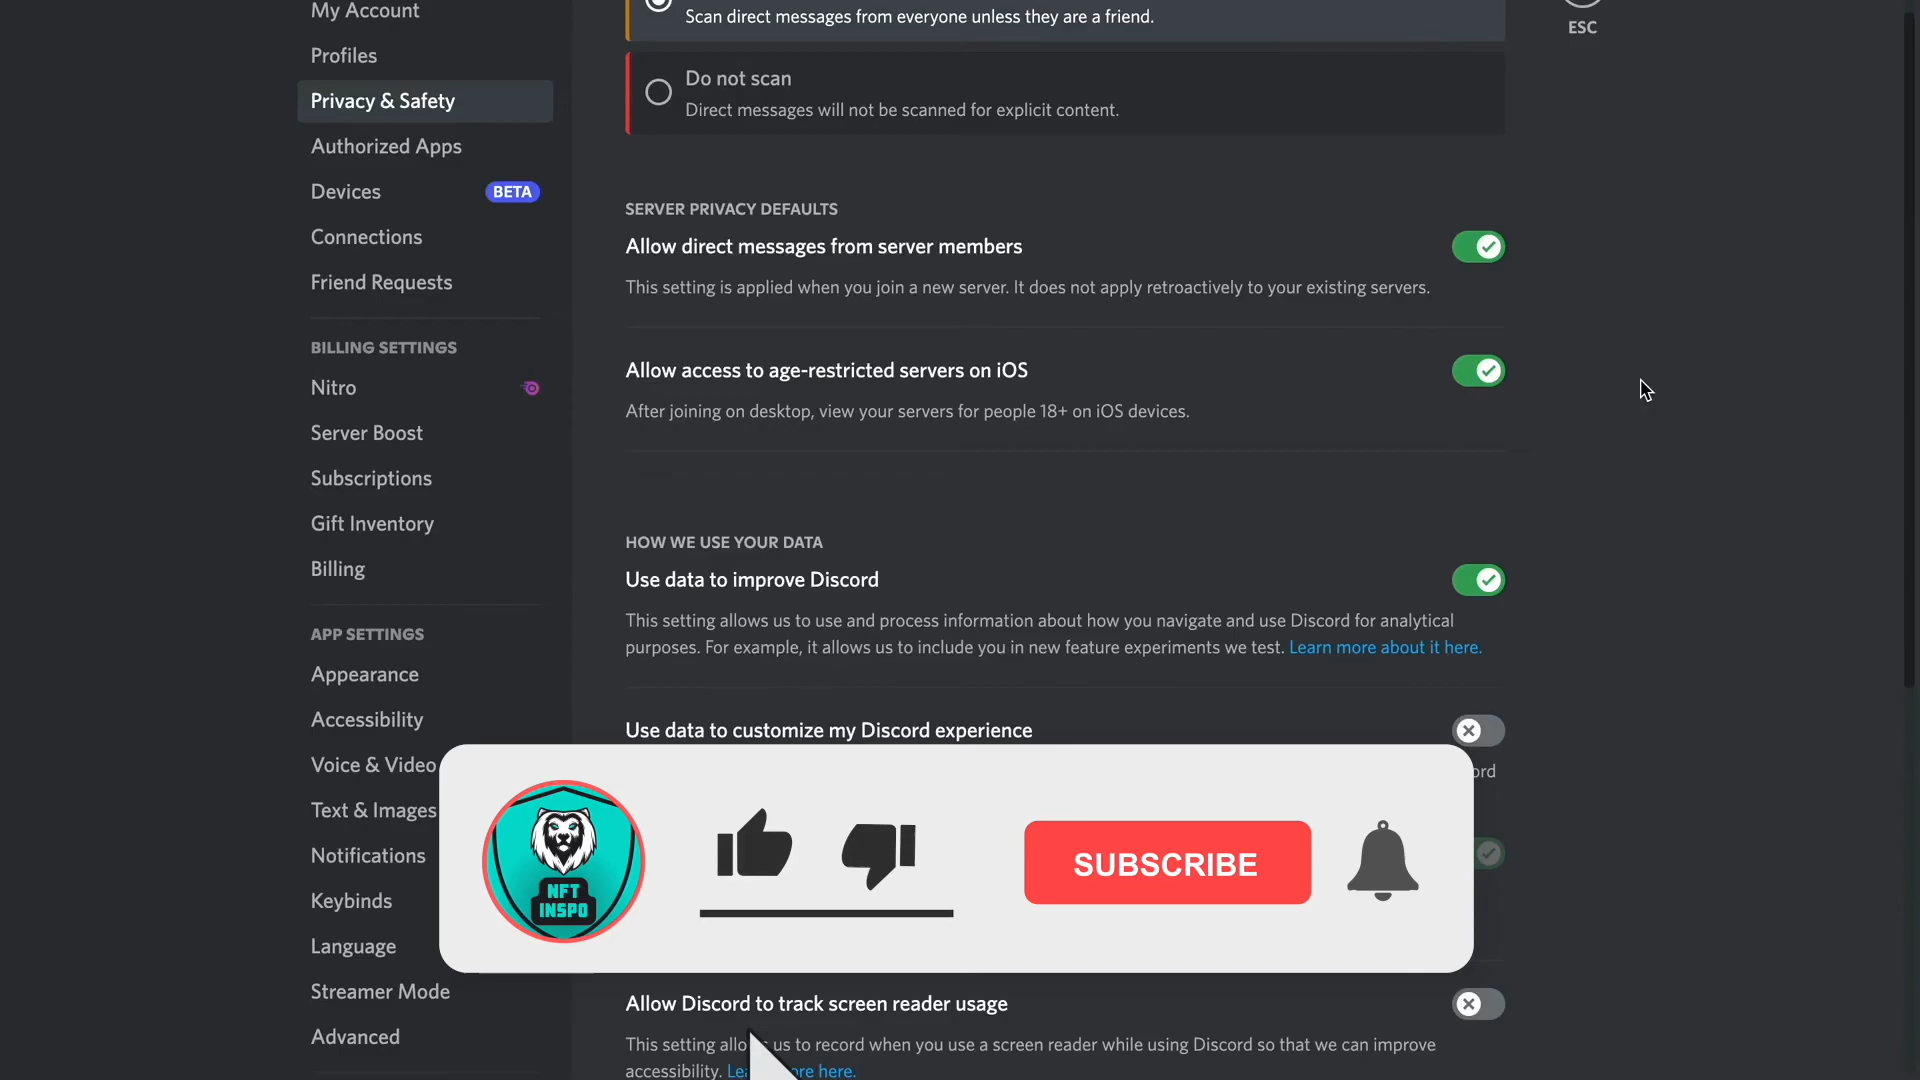 My Account
Profiles
Privacy & Safety
Authorized Apps
Devices BETA
Connections
Friend Requests
BILLING SETTINGS
Nitro
Server Boost
Subscriptions
Gift Inventory
Billing
APP SETTINGS
Appearance
Accessibility
Voice & Video
Text & Images
Notifications
Keybinds
Language
Streamer Mode
Advanced
Scan direct messages from everyone unless they are a friend.
ESC
Do not scan
Direct messages will not be scanned for explicit content.
SERVER PRIVACY DEFAULTS
Allow direct messages from server members
This setting is applied when you join a new server. It does not apply retroactively to your existing servers.
Allow access to age-restricted servers on iOS
After joining on desktop, view your servers for people 18+ on iOS devices.
HOW WE USE YOUR DATA
Use data to improve Discord
This setting allows us to use and process information about how you navigate and use Discord for analytical
purposes. For example, it allows us to include you in new feature experiments we test. Learn more about it here.
Use data to customize my Discord experience
NFT
INSPO
SUBSCRIBE
Allow Discord to track screen reader usage
This setting us to record when you use a screen reader while using Discord so that we can improve
accessibility. here.